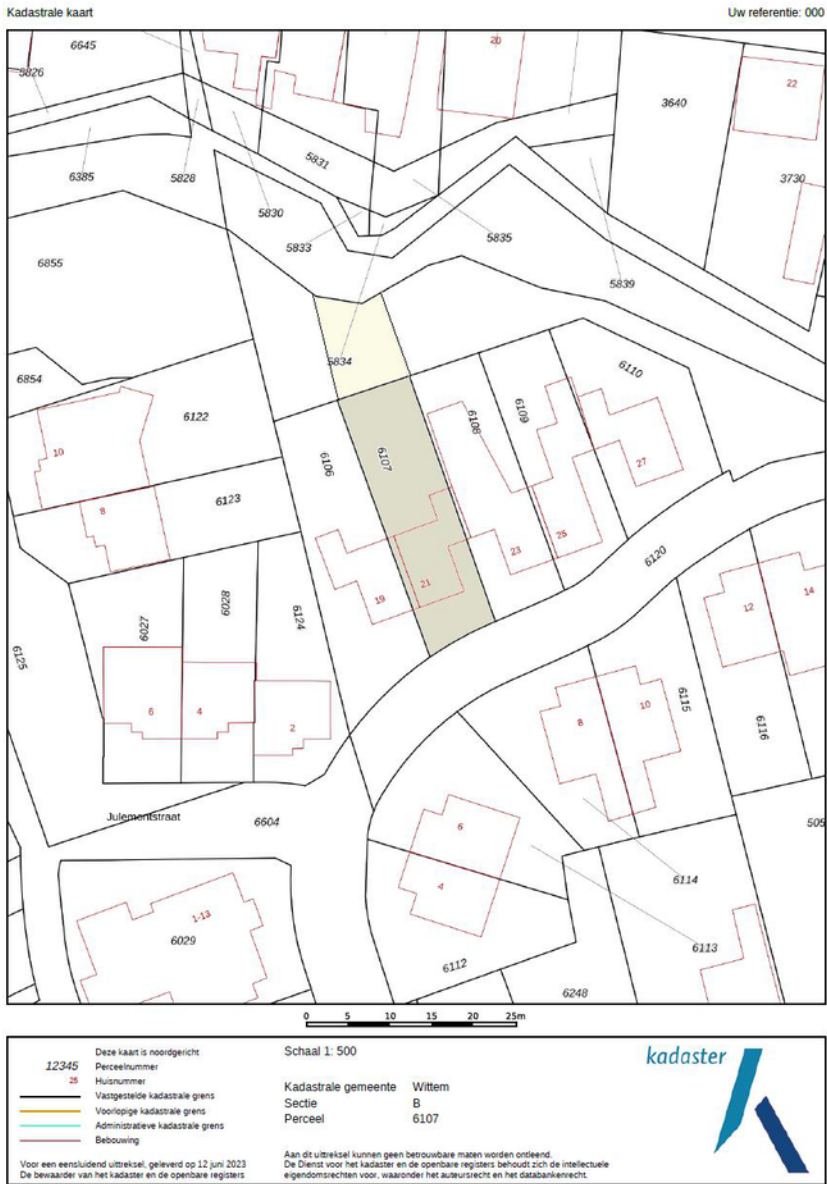 Kadastrale kaart
Uw referentie: 000
6645
20
5826
22
3640
5831
6385
5828
3730
5830
5833
5835
6855
5839
5834
6854
6110
6122
6108
6109
10
6106
6107
27
6123
8
23
25
6120
21
19
6027
6028
6124
12
14
6125
6
4
2
8
10
6115
6116
Julemontstraat
6604
505
6
4
6114
1-13
6029
6113
6112
6248
0 5 10 15 20 25m
Deze kaart is noordgericht
12345 Perceelnummer
25 Huisnummer
Vastgestelde kadastrale grens
Voorlopige kadastrale grens
Administratieve kadastrale grens
Bebouwing
Voor een eensluidend uittreksel, geleverd op 12 juni 2023
De bewaarder van het kadaster en de openbare registers
Schaal 1: 500
Kadastrale gemeente Wittem
Sectie B
Perceel 6107
Aan dit uittreksel kunnen geen betrouwbare maten worden ontleend.
De Dienst voor het kadaster en de openbare registers behoudt zich de intellectuele
eigendomsrechten voor, waaronder het auteursrecht en het databankenrecht.
kadaster